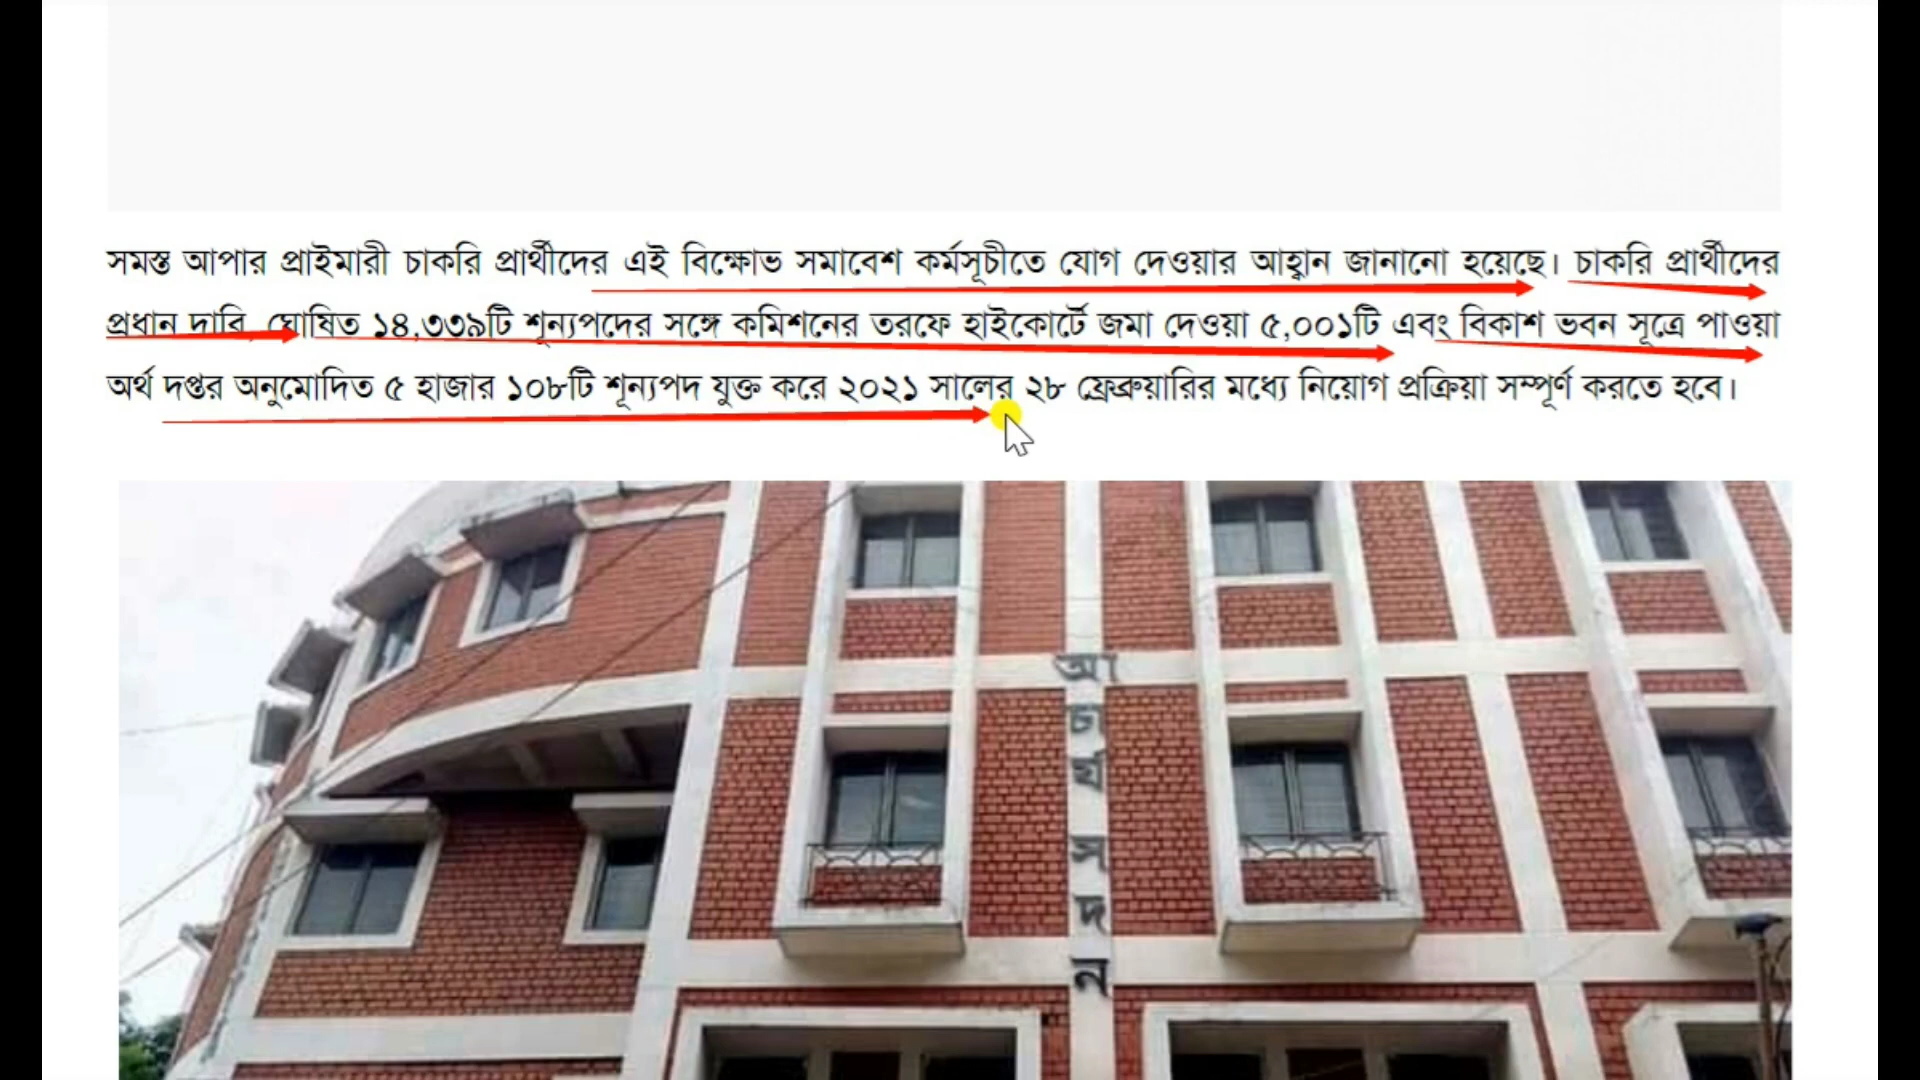 সমস্ত আপার প্রাইমারী চাকরি প্রার্থীদের এই বিক্ষোভ সমাবেশ কর্মসূচীতে যোগ দেওয়ার আহ্বান জানানো হয়েছে। চাকরি প্রার্থীদের
প্রধান দাবি, ঘোষিত ১৪,৩৩৯টি শূন্যপদের সঙ্গে কমিশনের তরফে হাইকোর্টে জমা দেওয়া ৫,০০১টি এবং বিকাশ ভবন সূত্রে পাওয়া
অর্থ দপ্তর অনুমোদিত ৫ হাজার ১০৮টি শূন্যপদ যুক্ত করে ২০২১ সালের ২৮ ফ্রেব্রুয়ারির মধ্যে নিয়োগ প্রক্রিয়া সম্পূর্ণ করতে হবে।
আচার্য সদন